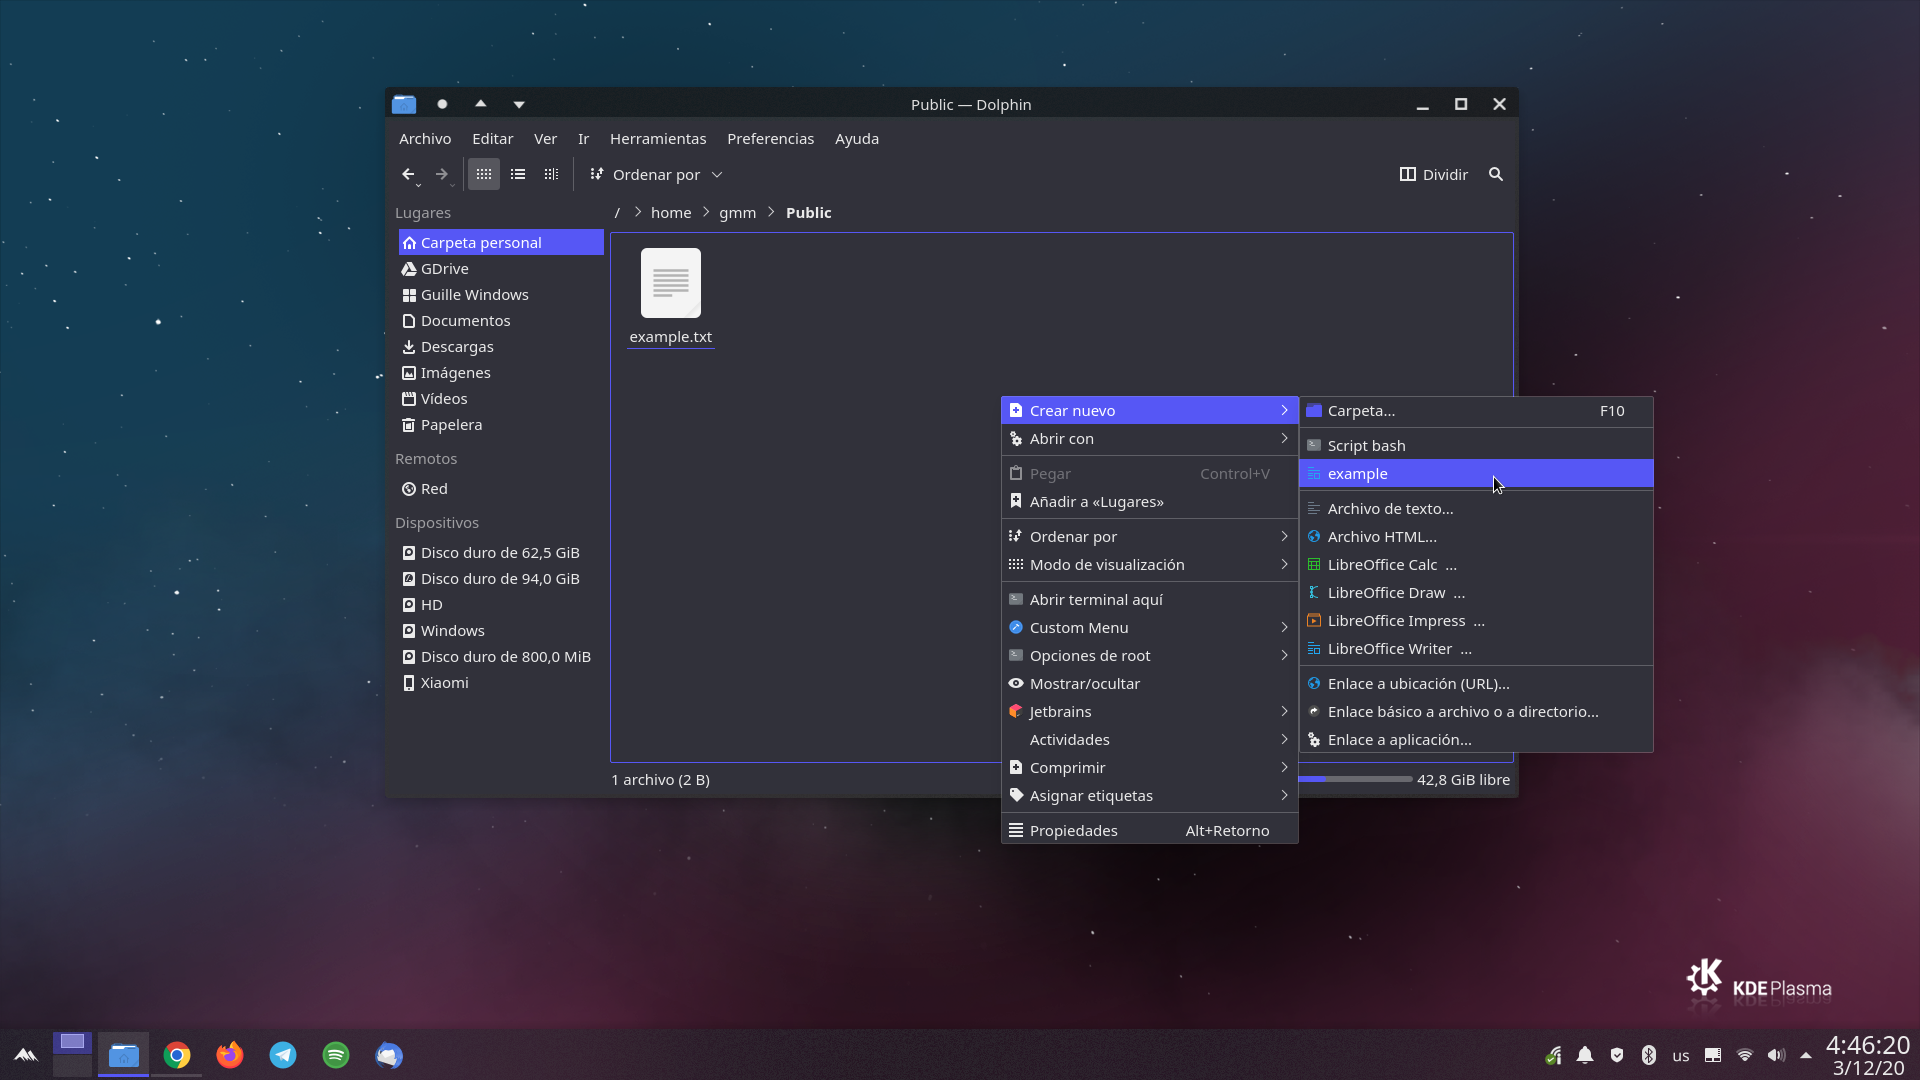 Public — Dolphin
Archivo Editar Ver Ir Herramientas Preferencias Ayuda
Ordenar por
Dividir
Lugares
Carpeta personal
GDrive
Guille Windows
Documentos
Descargas
Imágenes
Vídeos
Papelera
Remotos
Red
Dispositivos
Disco duro de 62,5 GiB
Disco duro de 94,0 GiB
HD
Windows
Disco duro de 800,0 MiB
Xiaomi
/ > home > gmm > Public
example.txt
1 archivo (2 B)
42,8 GiB libre
Crear nuevo
Abrir con
Pegar Control+V
Añadir a «Lugares»
Ordenar por
Modo de visualización
Abrir terminal aquí
Custom Menu
Opciones de root
Mostrar/ocultar
Jetbrains
Actividades
Comprimir
Asignar etiquetas
Propiedades Alt+Retorno
Carpeta... F10
Script bash
example
Archivo de texto...
Archivo HTML...
LibreOffice Calc ...
LibreOffice Draw ...
LibreOffice Impress ...
LibreOffice Writer ...
Enlace a ubicación (URL)...
Enlace básico a archivo o a directorio...
Enlace a aplicación...
KDE Plasma
us
4:46:20
3/12/20